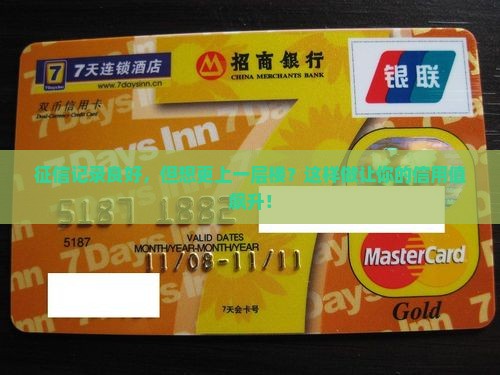 7天连锁酒店
www.7daysinn.cn
招商银行
CHINA MERCHANTS BANK
银联
双币信用卡
Dual-Currency Credit Card
7Days Inn
征信记录良好，但想更上一层楼？这样做让你的信用值
飙升！
5187 1882
5187
VALID DATES
MONTH/YEAR-MONTH/YEAR
11/08-11/11
MasterCard
7天会卡号
Gold